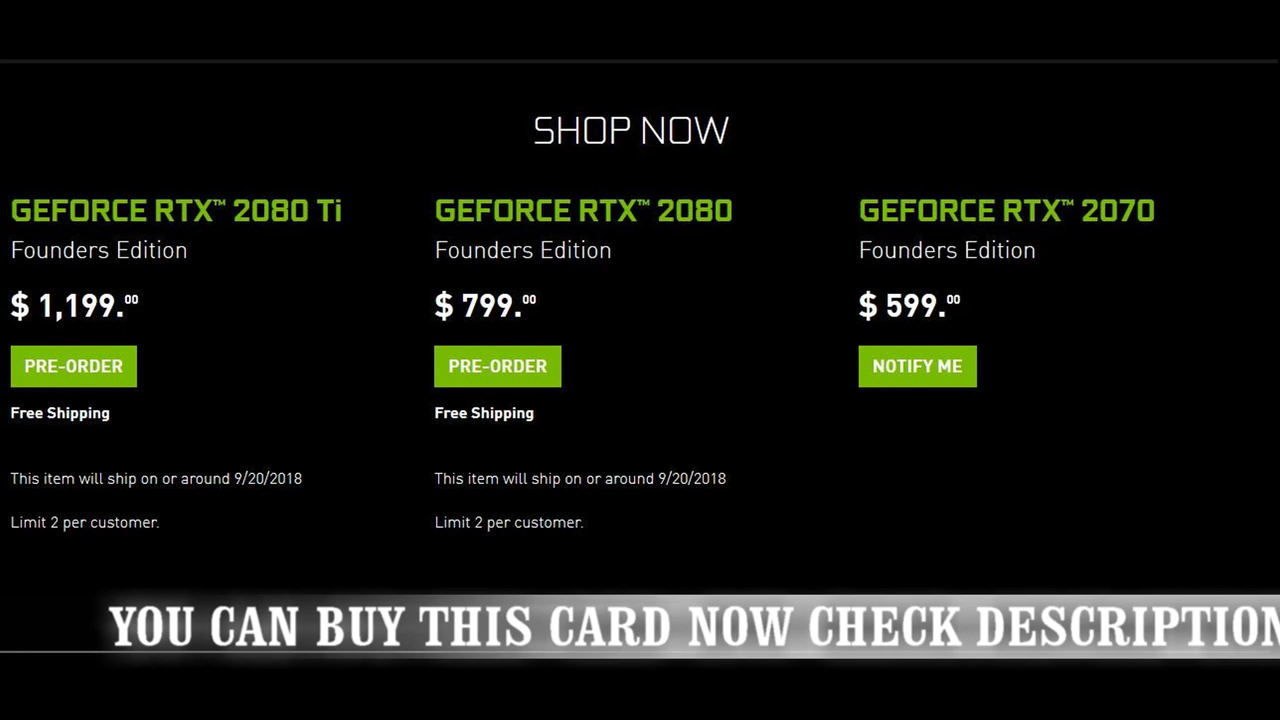 SHOP NOW
GEFORCE RTX™ 2080 Ti
Founders Edition
$ 1,199.00
PRE-ORDER
Free Shipping
This item will ship on or around 9/20/2018
Limit 2 per customer.
GEFORCE RTX™ 2080
Founders Edition
$ 799.00
PRE-ORDER
Free Shipping
This item will ship on or around 9/20/2018
Limit 2 per customer.
GEFORCE RTX™ 2070
Founders Edition
$ 599.00
NOTIFY ME
YOU CAN BUY THIS CARD NOW CHECK DESCRIPTION